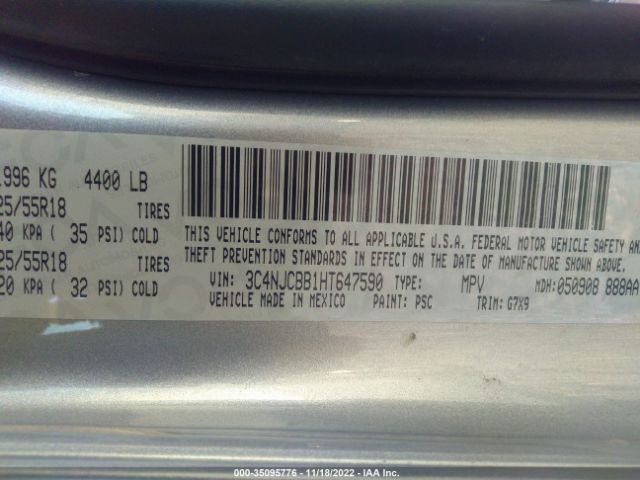 1996 KG 4400 LB
25/55R18 TIRES
40 KPA ( 35 PSI) COLD
25/55R18 TIRES
20 KPA ( 32 PSI) COLD
THIS VEHICLE CONFORMS TO ALL APPLICABLE U.S.A. FEDERAL MOTOR VEHICLE SAFETY AN
THEFT PREVENTION STANDARDS IN EFFECT ON THE DATE OF MANUFACTURE SHOWN ABOVE.
VIN: 3C4NJCBB1HT647590 TYPE: MPV MDH: 050908 888AA
VEHICLE MADE IN MEXICO PAINT: PSC TRIM: G7X9
000-35095776 - 11/18/2022 - IAA Inc.